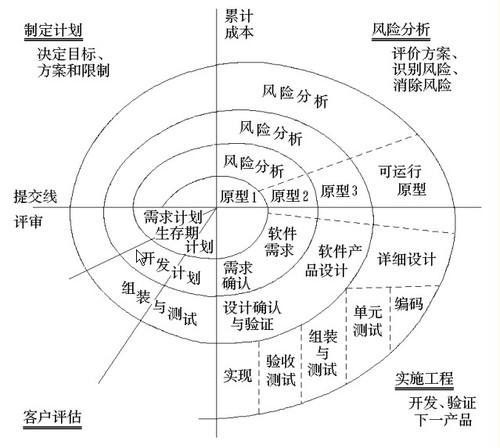 制定计划
决定目标、
方案和限制
累计
成本
风险分析
评价方案、
识别风险、
消除风险
风险分析
风险分析
风险分析
可运行
原型
原型1
原型2
原型3
提交线
评审
需求计划
生存期
计划
开发计划
组装与测试
软件
需求
需求
确认
软件产
品设计
详细设计
设计确认
与验证
实现
验收
测试
组装
与
测试
单元
测试
编码
客户评估
实施工程
开发、验证
下一产品